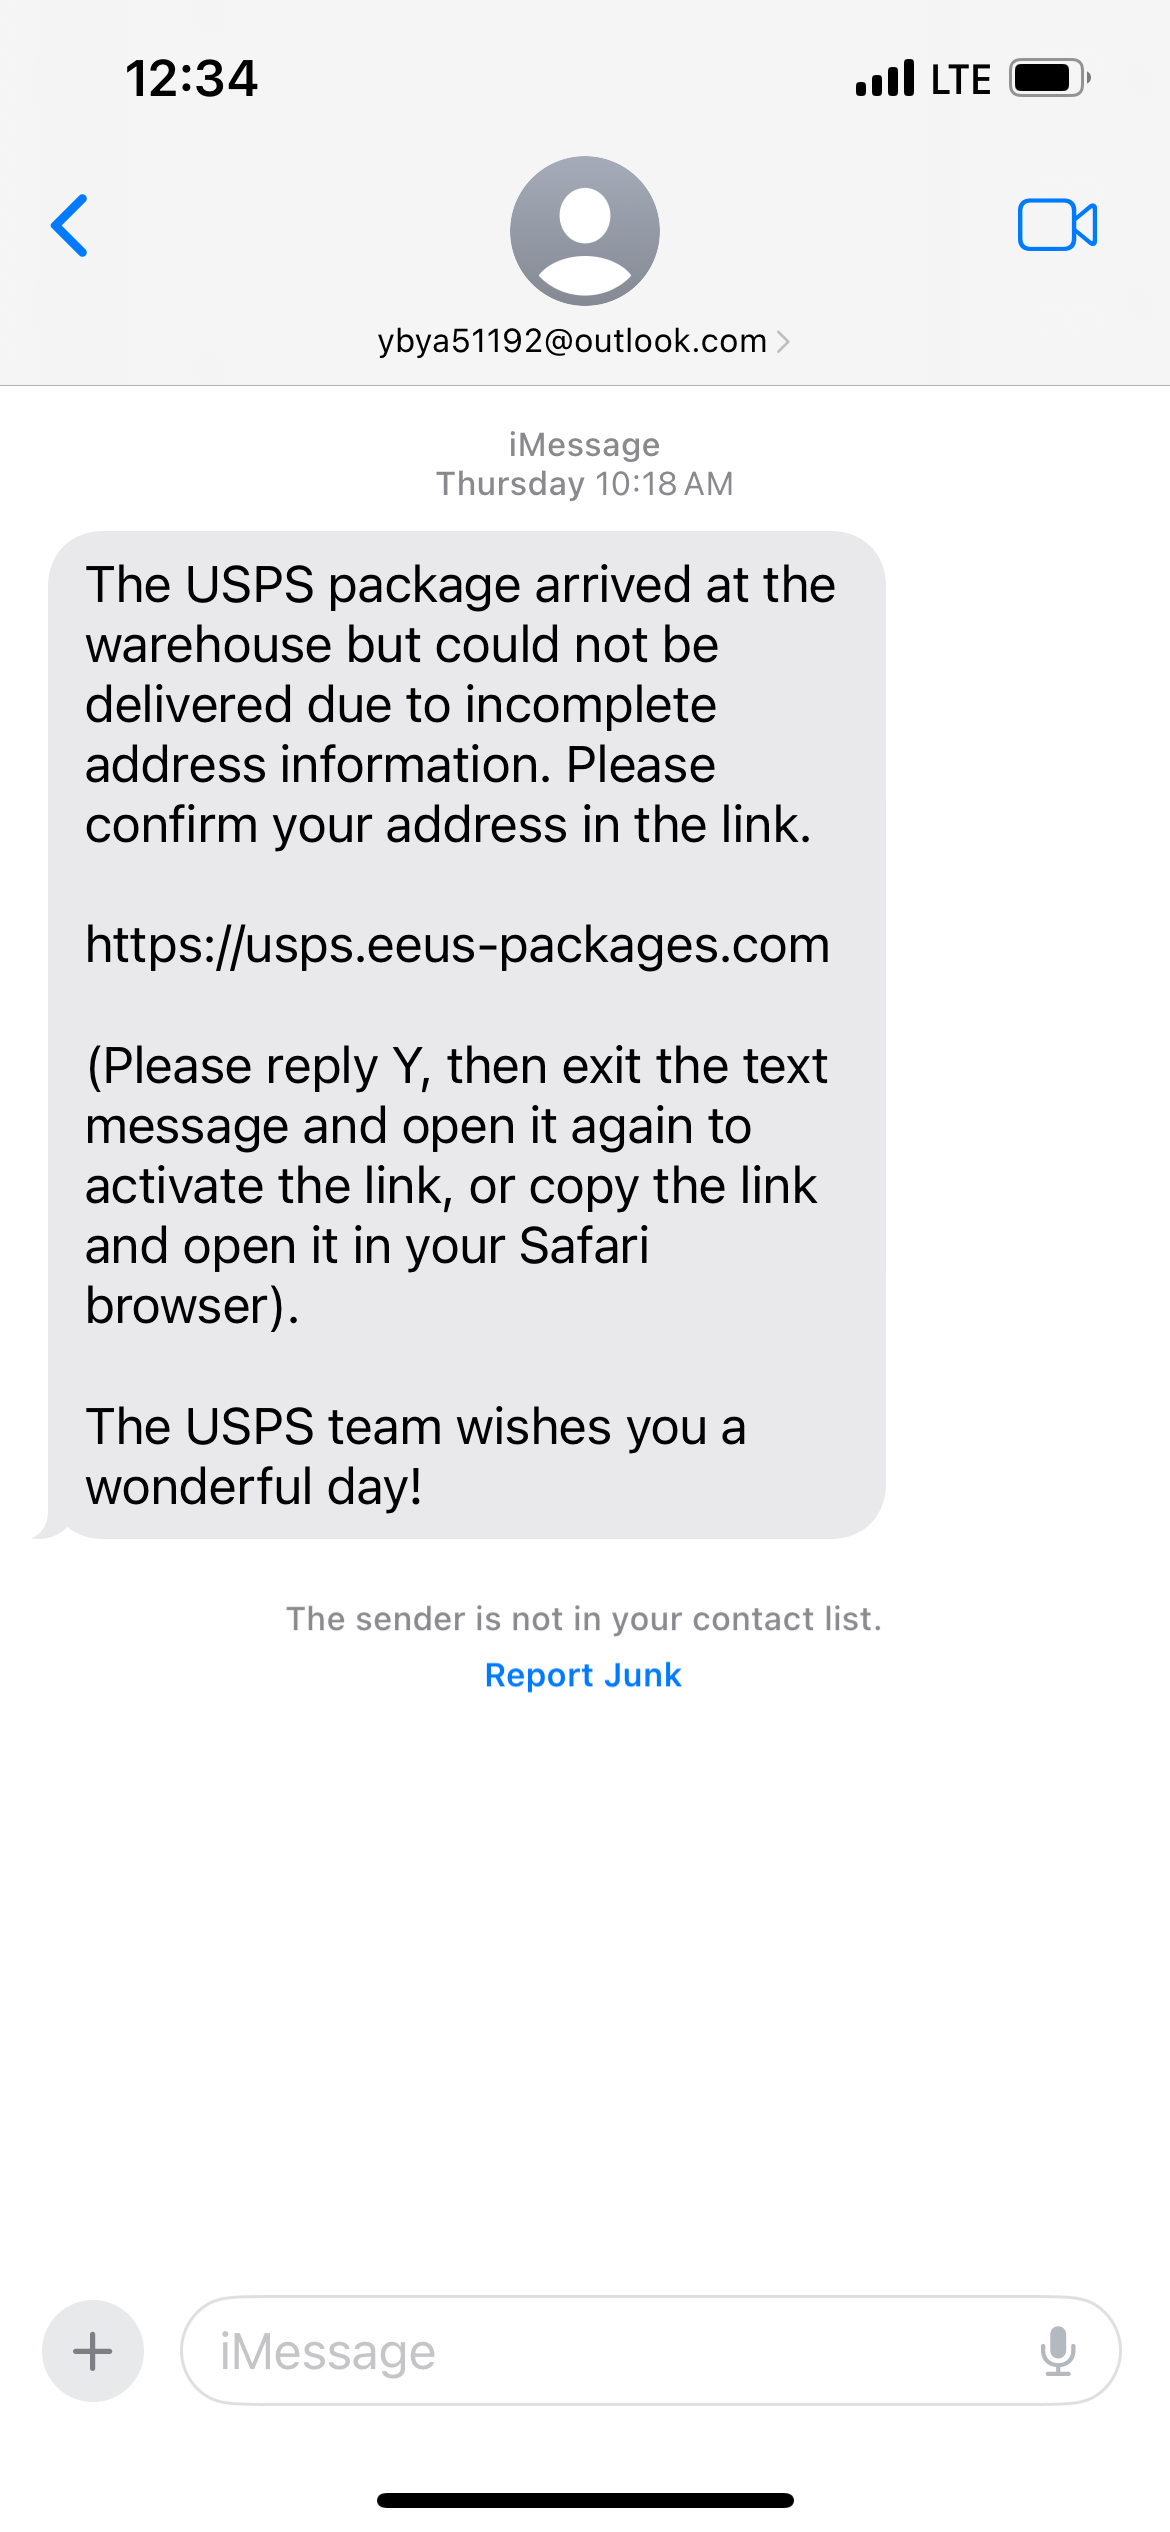 12:34
LTE
ybya51192@outlook.com
iMessage
Thursday 10:18 AM
The USPS package arrived at the
warehouse but could not be
delivered due to incomplete
address information. Please
confirm your address in the link.
https://usps.eeus-packages.com
(Please reply Y, then exit the text
message and open it again to
activate the link, or copy the link
and open it in your Safari
browser).
The USPS team wishes you a
wonderful day!
The sender is not in your contact list.
Report Junk
iMessage